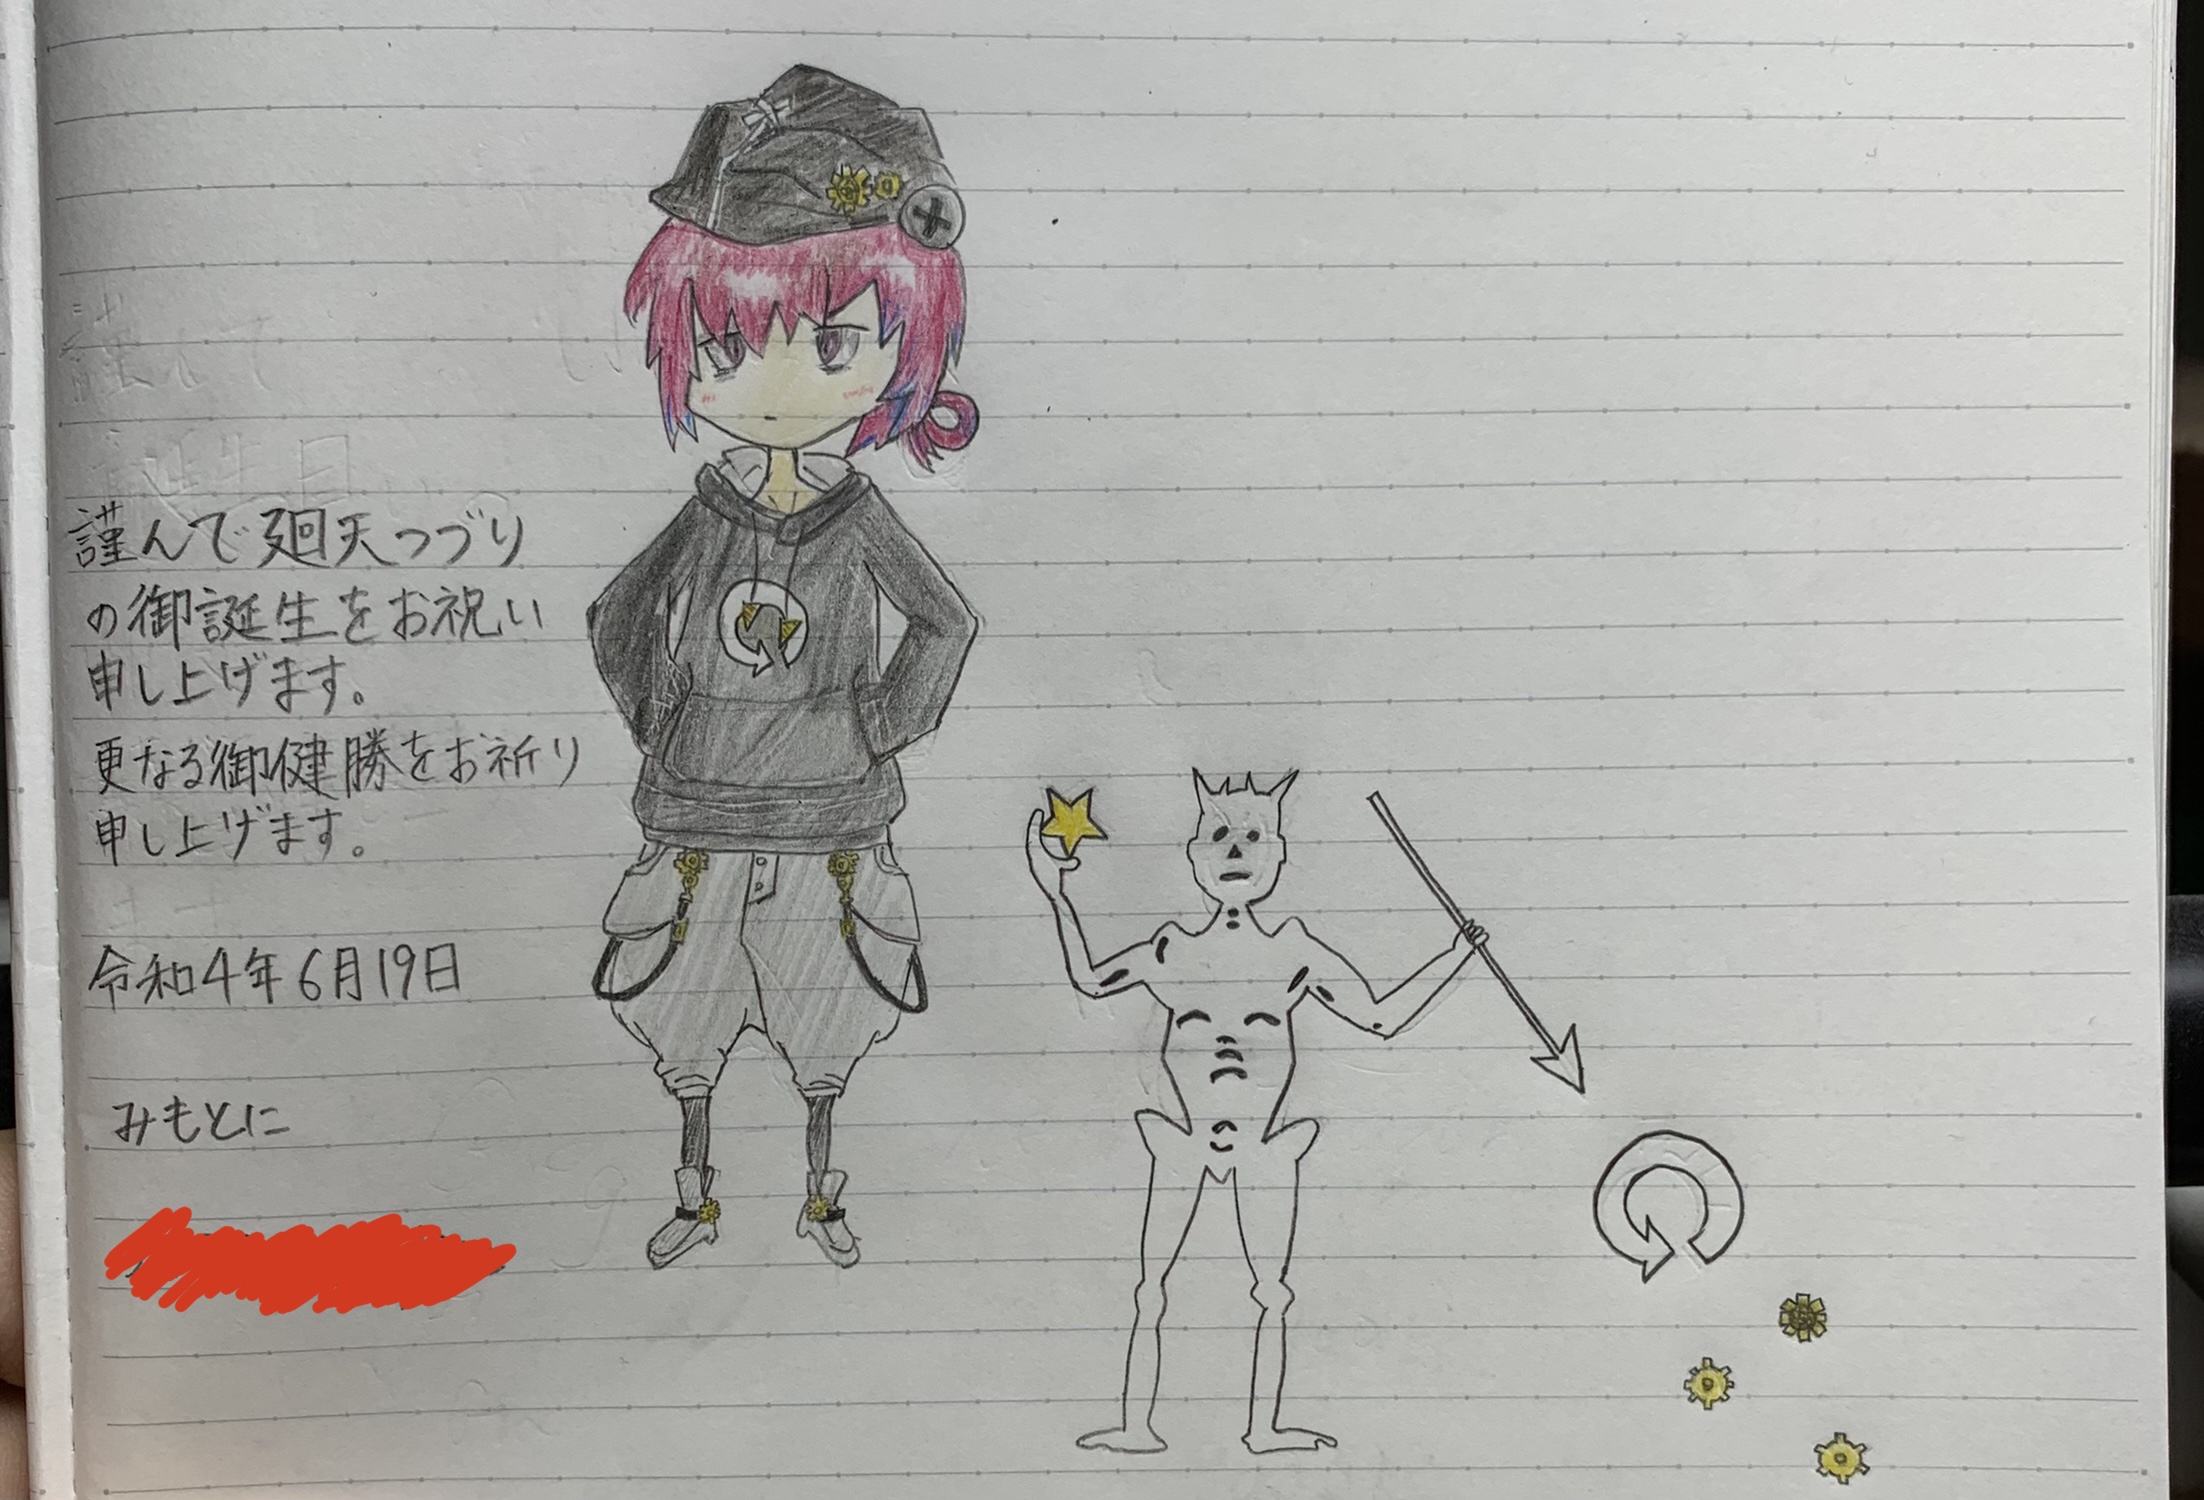 謹んで廻天つづり
の御誕生をお祝い
申し上げます。
更なる御健勝をお祈り
申し上げます。
令和4年6月19日
みもとに